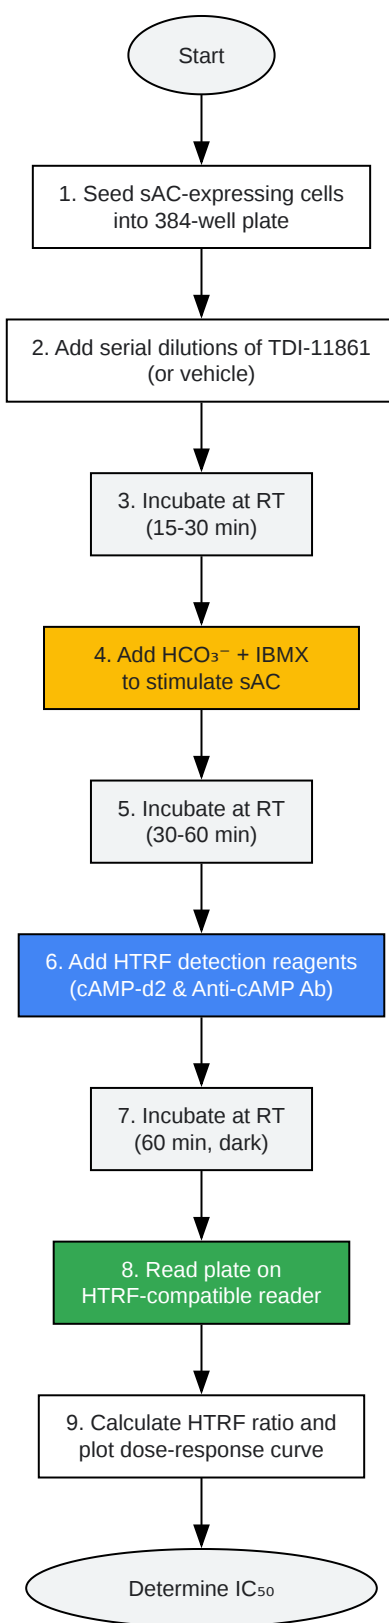 Start
1. Seed sAC-expressing cells
into 384-well plate
2. Add serial dilutions of TDI-11861
(or vehicle)
3. Incubate at RT
(15-30 min)
4. Add HCO₃⁻ + IBMX
to stimulate sAC
5. Incubate at RT
(30-60 min)
6. Add HTRF detection reagents
(cAMP-d2 & Anti-cAMP Ab)
7. Incubate at RT
(60 min, dark)
8. Read plate on
HTRF-compatible reader
9. Calculate HTRF ratio and
plot dose-response curve
Determine IC₅₀